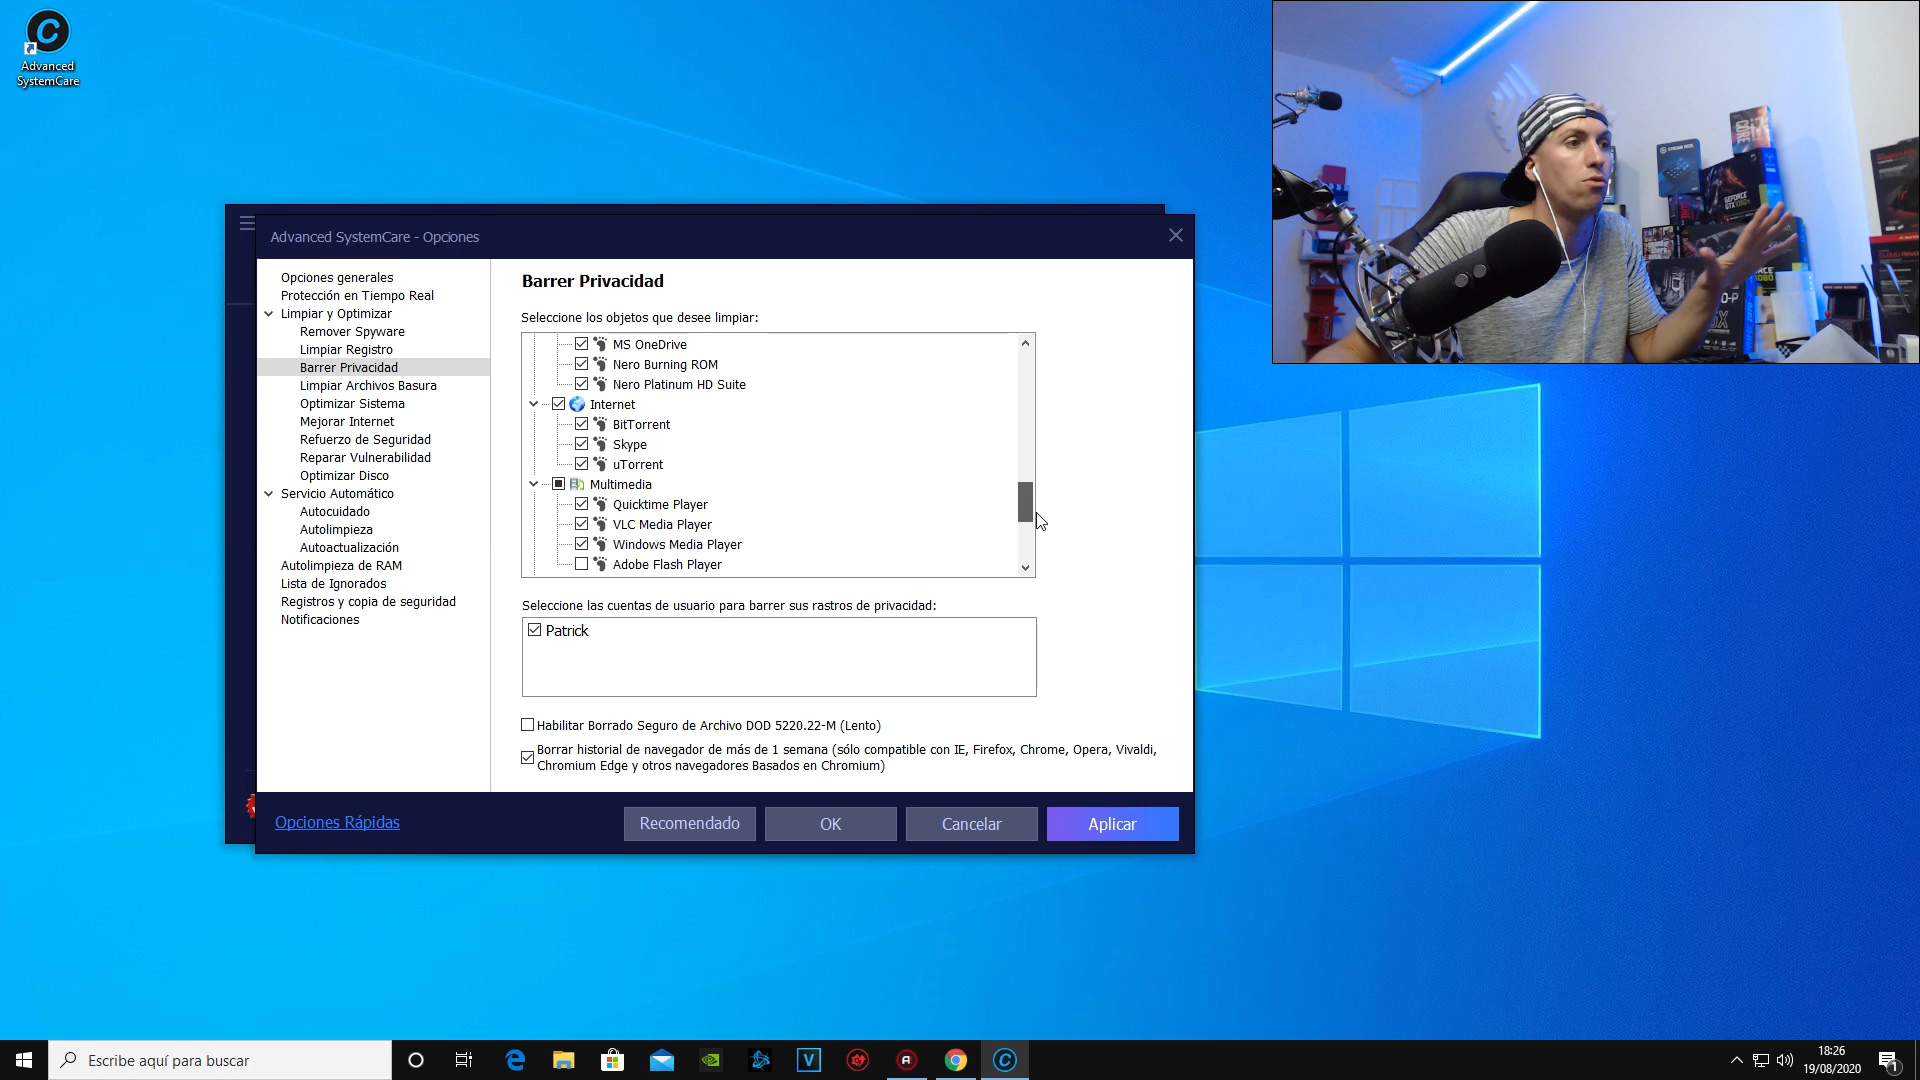 Advanced
SystemCare
Advanced SystemCare - Opciones
Opciones generales
Protección en Tiempo Real
Limpiar y Optimizar
Remover Spyware
Limpiar Registro
Barrer Privacidad
Limpiar Archivos Basura
Optimizar Sistema
Mejorar Internet
Refuerzo de Seguridad
Reparar Vulnerabilidad
Optimizar Disco
Servicio Automático
Autocuidado
Autolimpieza
Autoactualización
Autolimpieza de RAM
Lista de Ignorados
Registros y copia de seguridad
Notificaciones
Barrer Privacidad
Seleccione los objetos que desee limpiar:
MS OneDrive
Nero Burning ROM
Nero Platinum HD Suite
Internet
BitTorrent
Skype
uTorrent
Multimedia
Quicktime Player
VLC Media Player
Windows Media Player
Adobe Flash Player
Seleccione las cuentas de usuario para barrer sus rastros de privacidad:
Patrick
Habilitar Borrado Seguro de Archivo DOD 5220.22-M (Lento)
Borrar historial de navegador de más de 1 semana (sólo compatible con IE, Firefox, Chrome, Opera, Vivaldi,
Chromium Edge y otros navegadores Basados en Chromium)
Opciones Rápidas
Recomendado
OK
Cancelar
Aplicar
CORE
STREAM DECK
GEFORCE
Escribe aquí para buscar
18:26
19/08/2020
1